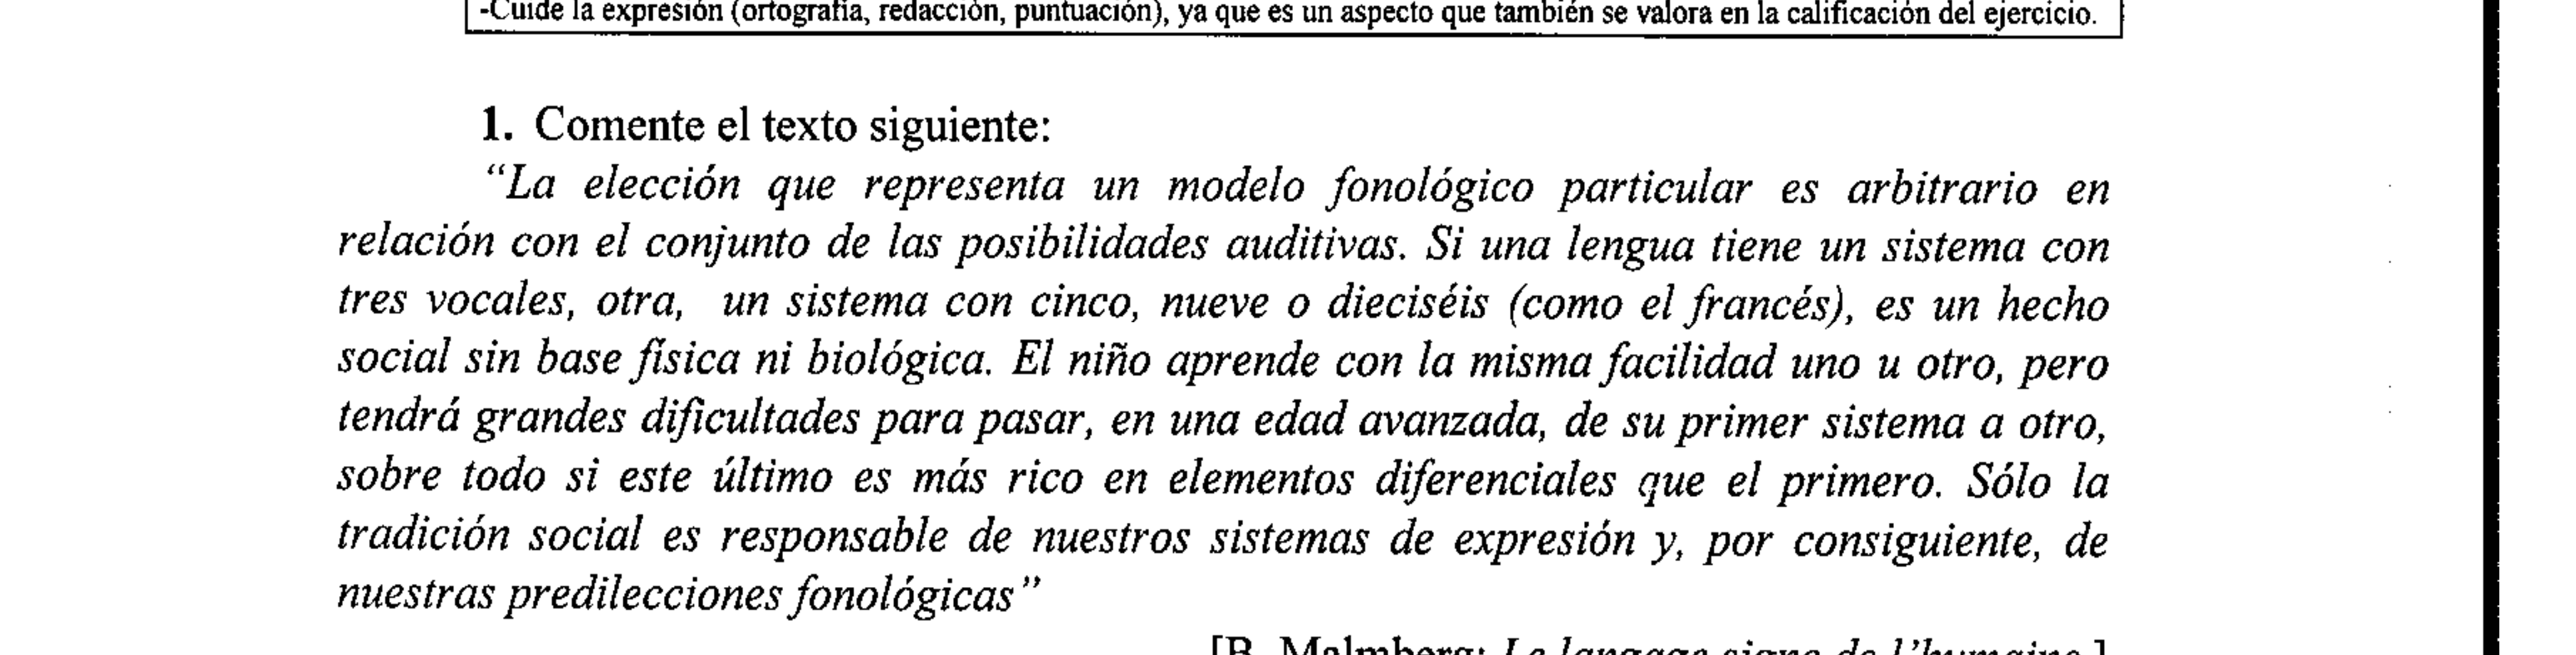 -Cuide la expresión (ortografía, redacción, puntuación), ya que es un aspecto que también se valora en la calificación del ejercicio.
1. Comente el texto siguiente:
“La elección que representa un modelo fonológico particular es arbitrario en
relación con el conjunto de las posibilidades auditivas. Si una lengua tiene un sistema con
tres vocales, otra, un sistema con cinco, nueve o dieciséis (como el francés), es un hecho
social sin base física ni biológica. El niño aprende con la misma facilidad uno u otro, pero
tendrá grandes dificultades para pasar, en una edad avanzada, de su primer sistema a otro,
sobre todo si este último es más rico en elementos diferenciales que el primero. Sólo la
tradición social es responsable de nuestros sistemas de expresión y, por consiguiente, de
nuestras predilecciones fonológicas”
[B. Malmberg: Le langage signe de l’humaine.]